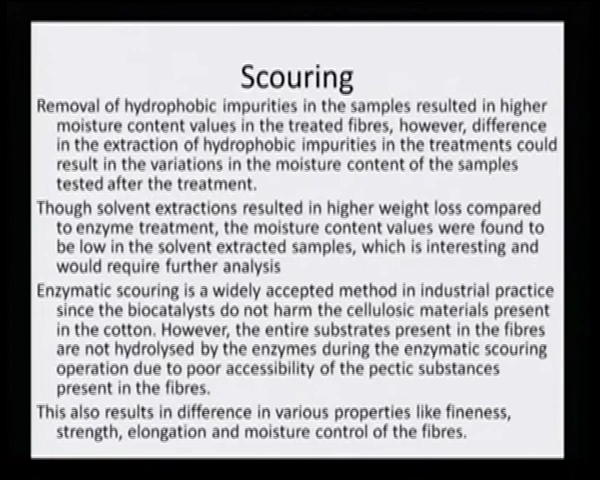 Scouring
Removal of hydrophobic impurities in the samples resulted in higher
moisture content values in the treated fibres, however, difference
in the extraction of hydrophobic impurities in the treatments could
result in the variations in the moisture content of the samples
tested after the treatment.
Though solvent extractions resulted in higher weight loss compared
to enzyme treatment, the moisture content values were found to
be low in the solvent extracted samples, which is interesting and
would require further analysis
Enzymatic scouring is a widely accepted method in industrial practice
since the biocatalysts do not harm the cellulosic materials present
in the cotton. However, the entire substrates present in the fibres
are not hydrolysed by the enzymes during the enzymatic scouring
operation due to poor accessibility of the pectic substances
present in the fibres.
This also results in difference in various properties like fineness,
strength, elongation and moisture control of the fibres.